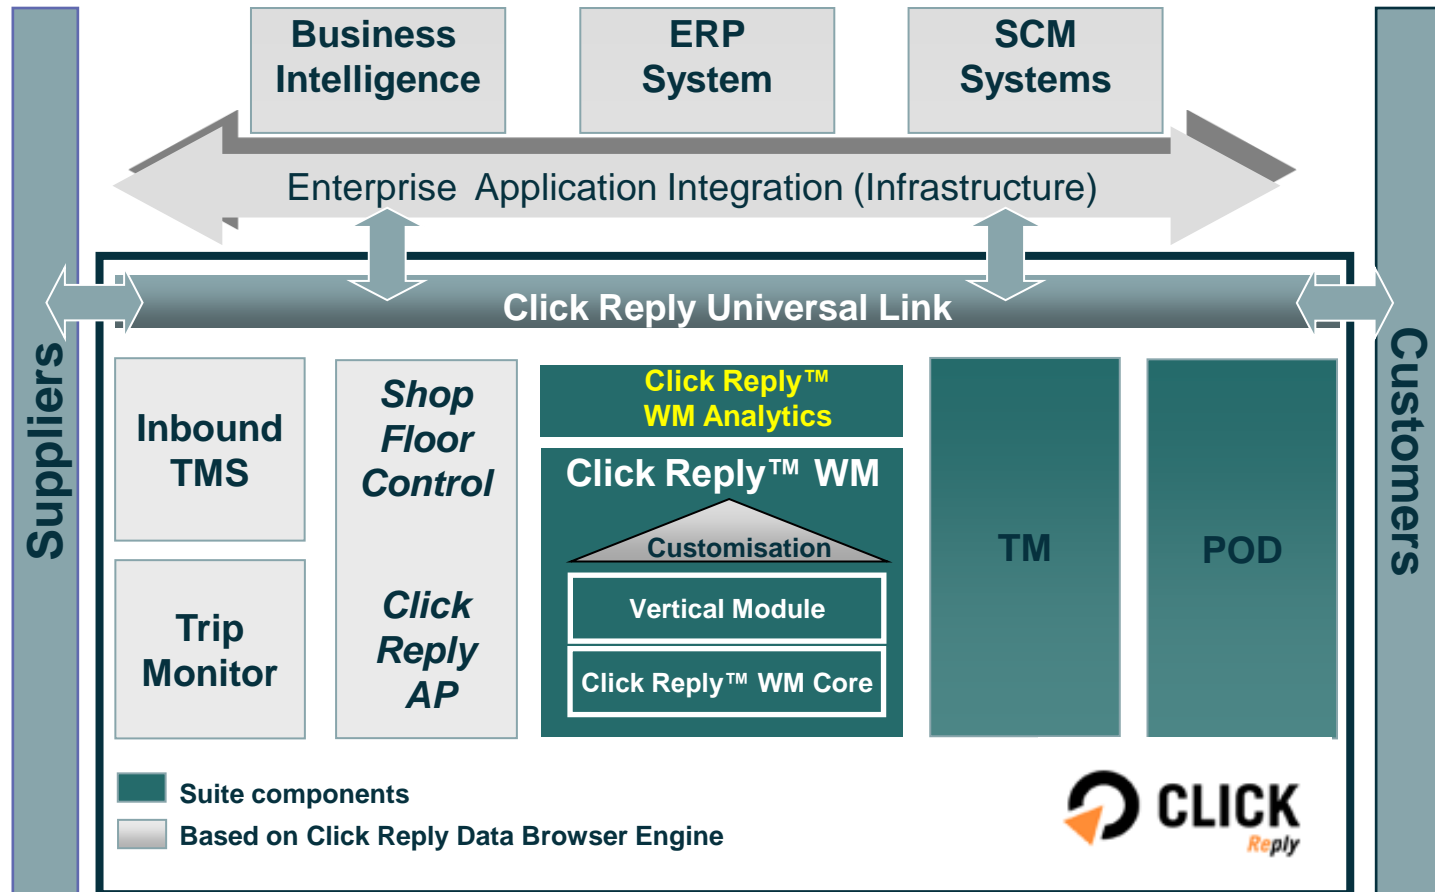 Business
Intelligence
ERP
System
SCM
Systems
Enterprise Application Integration (Infrastructure)
Click Reply Universal Link
Suppliers
Customers
Inbound
TMS
Trip
Monitor
Shop
Floor
Control
Click
Reply
AP
Click Reply™
WM Analytics
Click Reply™ WM
Customisation
Vertical Module
Click Reply™ WM Core
TM
POD
Suite components
Based on Click Reply Data Browser Engine
CLICK
Reply